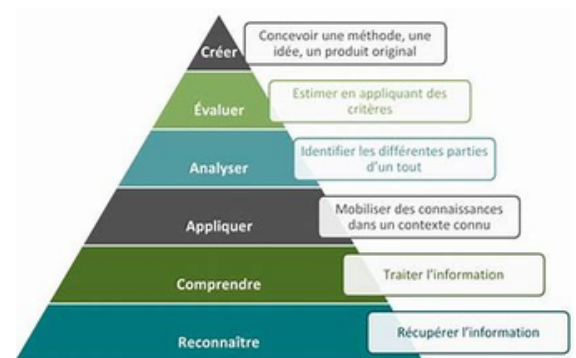 Créer
Concevoir une méthode, une
idée, un produit original
Évaluer
Estimer en appliquant des
critères
Analyser
Identifier les différentes parties
d'un tout
Appliquer
Mobiliser des connaissances
dans un contexte connu
Comprendre
Traiter l'information
Reconnaître
Récupérer l'information